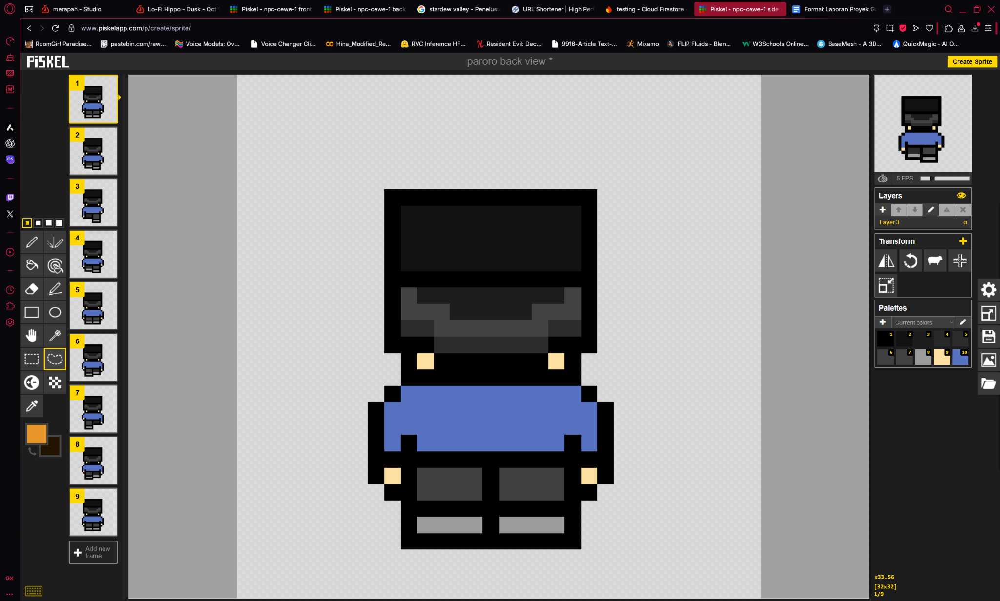 merapah - Studio
Lo-Fi Hippo - Dusk - Oct
Piskel - npc-cewe-1 front
Piskel - npc-cewe-1 back
stardew valley - Penelusu
URL Shortener | High Per
testing - Cloud Firestore -
Piskel - npc-cewe-1 side
Format Laporan Proyek Ga
www.piskelapp.com/p/create/sprite/
RoomGirl Paradise...
pastebin.com/raw...
Voice Models: Ov...
Voice Changer Cli...
Hina_Modified_Re...
RVC Inference HF...
Resident Evil: Dec...
9916-Article Text-...
Mixamo
FLIP Fluids - Blen...
W3Schools Online...
BaseMesh - A 3D...
QuickMagic - AI O...
PiSKEL
paroro back view *
Create Sprite
1
2
3
4
5
6
7
8
9
Add new
frame
5 FPS
Layers
Layer 3
α
Transform
Palettes
Current colors
1 2 3 4 5
6 7 8 9 10
x33.56
[32x32]
1/9
CS
M
GX